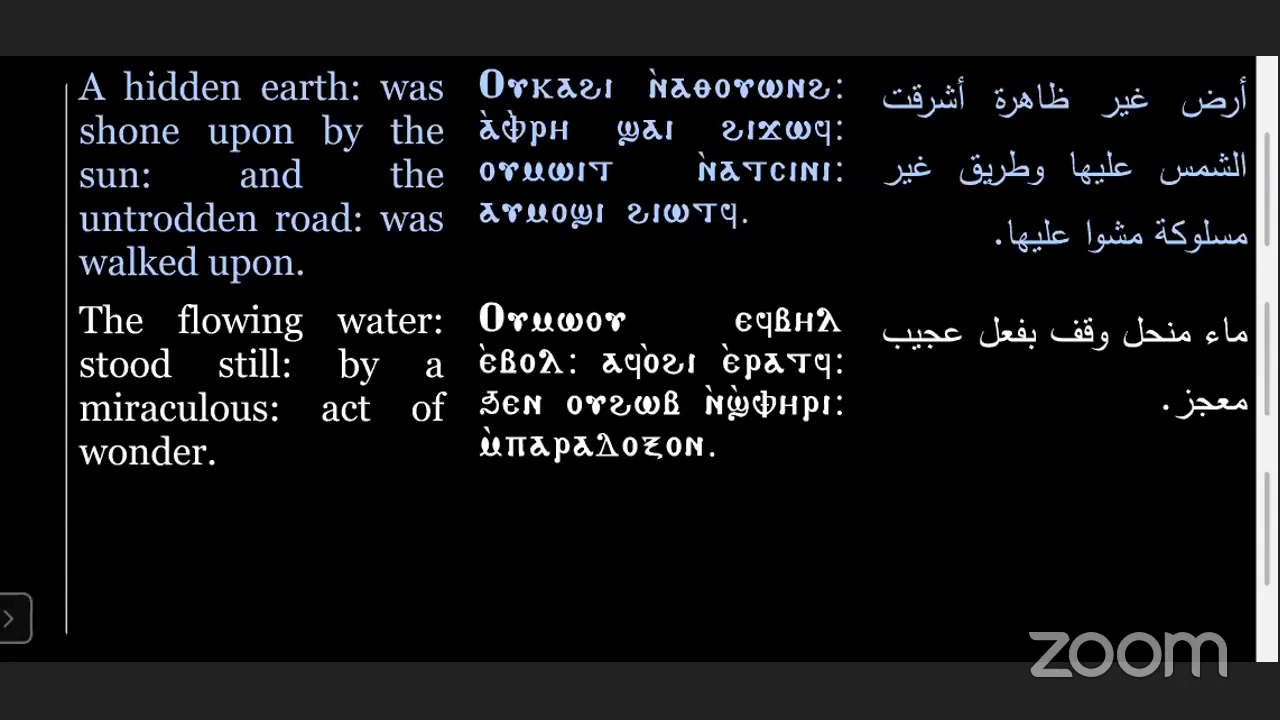 A hidden earth: was
shone upon by the
sun: and the
untrodden road: was
walked upon.
Ⲟⲩⲕⲁϩⲓ ⲛ̀ⲁⲑⲟⲩⲱⲛϩ:
ⲁ̀ⲫ̀ⲣⲏ ϣⲁⲓ ϩⲓϫⲱϥ:
ⲟⲩⲙⲱⲓⲧ ⲛ̀ⲁⲧⲥⲓⲛⲓ:
ⲁⲩⲙⲟϣⲓ ϩⲓⲱⲧϥ.
أرض غير ظاهرة أشرقت
الشمس عليها وطريق غير
مسلوكة مشوا عليها.
The flowing water:
stood still: by a
miraculous: act of
wonder.
Ⲟⲩⲙⲱⲟⲩ ⲉϥⲃⲏⲗ
ⲉ̀ⲃⲟⲗ: ⲁϥⲟ̀ϩⲓ ⲉ̀ⲣⲁⲧϥ:
ϧⲉⲛ ⲟⲩϩⲱⲃ ⲛ̀ϣ̀ⲫⲏⲣⲓ:
ⲙ̀ⲡⲁⲣⲁⲇⲟⲝⲟⲛ.
ماء منحل وقف بفعل عجيب
معجز.
zoom